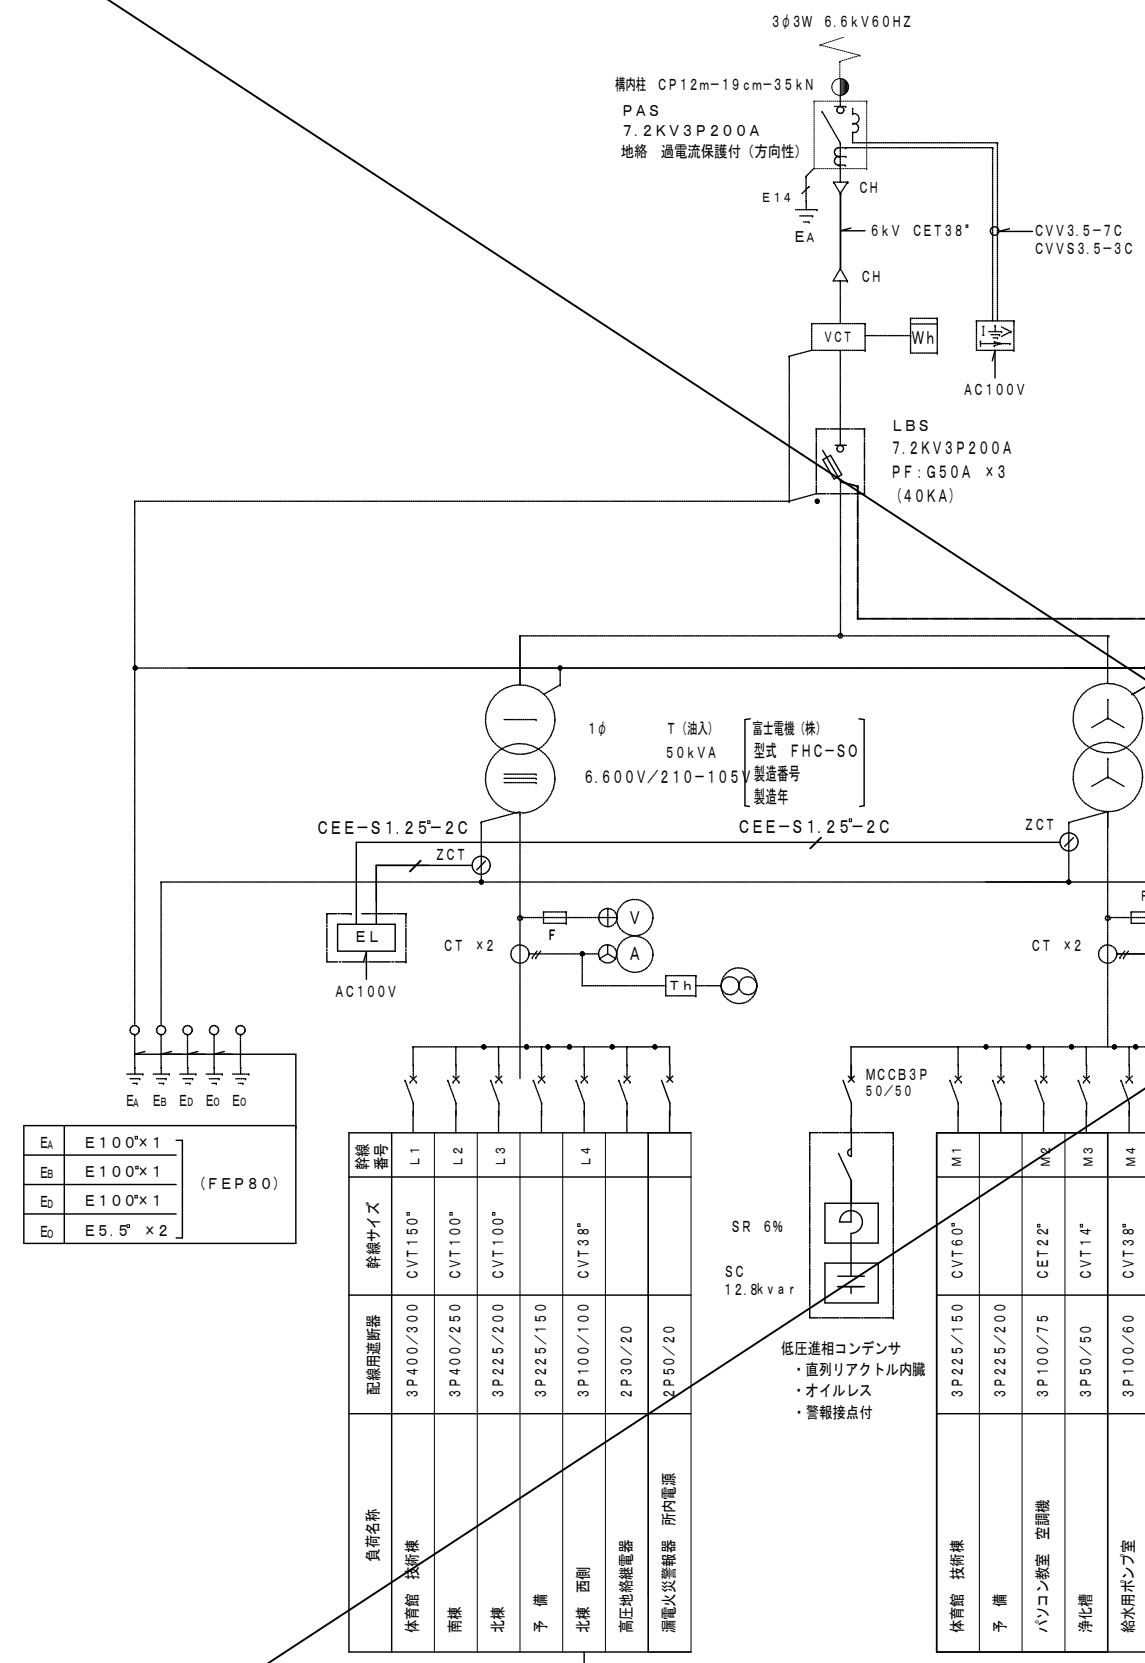 3φ3W 6.6kV60HZ
構内柱 CP12m-19cm-35kN
PAS
7.2KV3P200A
地絡 過電流保護付（方向性）
CH
E14
EA
6kV CET38°
CVV3.5-7C
CVVS3.5-3C
CH
VCT
Wh
I V
AC100V
LBS
7.2KV3P200A
PF:G50A ×3
(40KA)
1φ T（油入）
50kVA
6.600V/210-105V
富士電機（株）
型式 FHC-SO
製造番号
製造年
CEE-S1.25°-2C
CEE-S1.25°-2C
ZCT
ZCT
EL
AC100V
F
V
CT ×2
A
Th
CT ×2
EA EB ED EO EO
EA E100°×1
EB E100°×1
ED E100°×1
EO E5.5° ×2
(FEP80)
MCCB3P
50/50
SR 6%
SC
12.8kvar
低圧進相コンデンサ
・直列リアクトル内臓
・オイルレス
・警報接点付
幹線番号 L1 L2 L3 L4
幹線サイズ CVT150° CVT100° CVT100° CVT38°
配線用遮断器 3P400/300 3P400/250 3P225/200 3P225/150 3P100/100 2P30/20 2P50/20
負荷名称 体育館 技術棟 南棟 北棟 予 備 北棟 西側 高圧地絡継電器 漏電火災警報器 所内電源
M1 M2 M3 M4
CVT60° CET22° CVT14° CVT38°
3P225/150 3P225/200 3P100/75 3P50/50 3P100/60
体育館 技術棟 予 備 パソコン教室 空調機 浄化槽 給水用ポンプ室